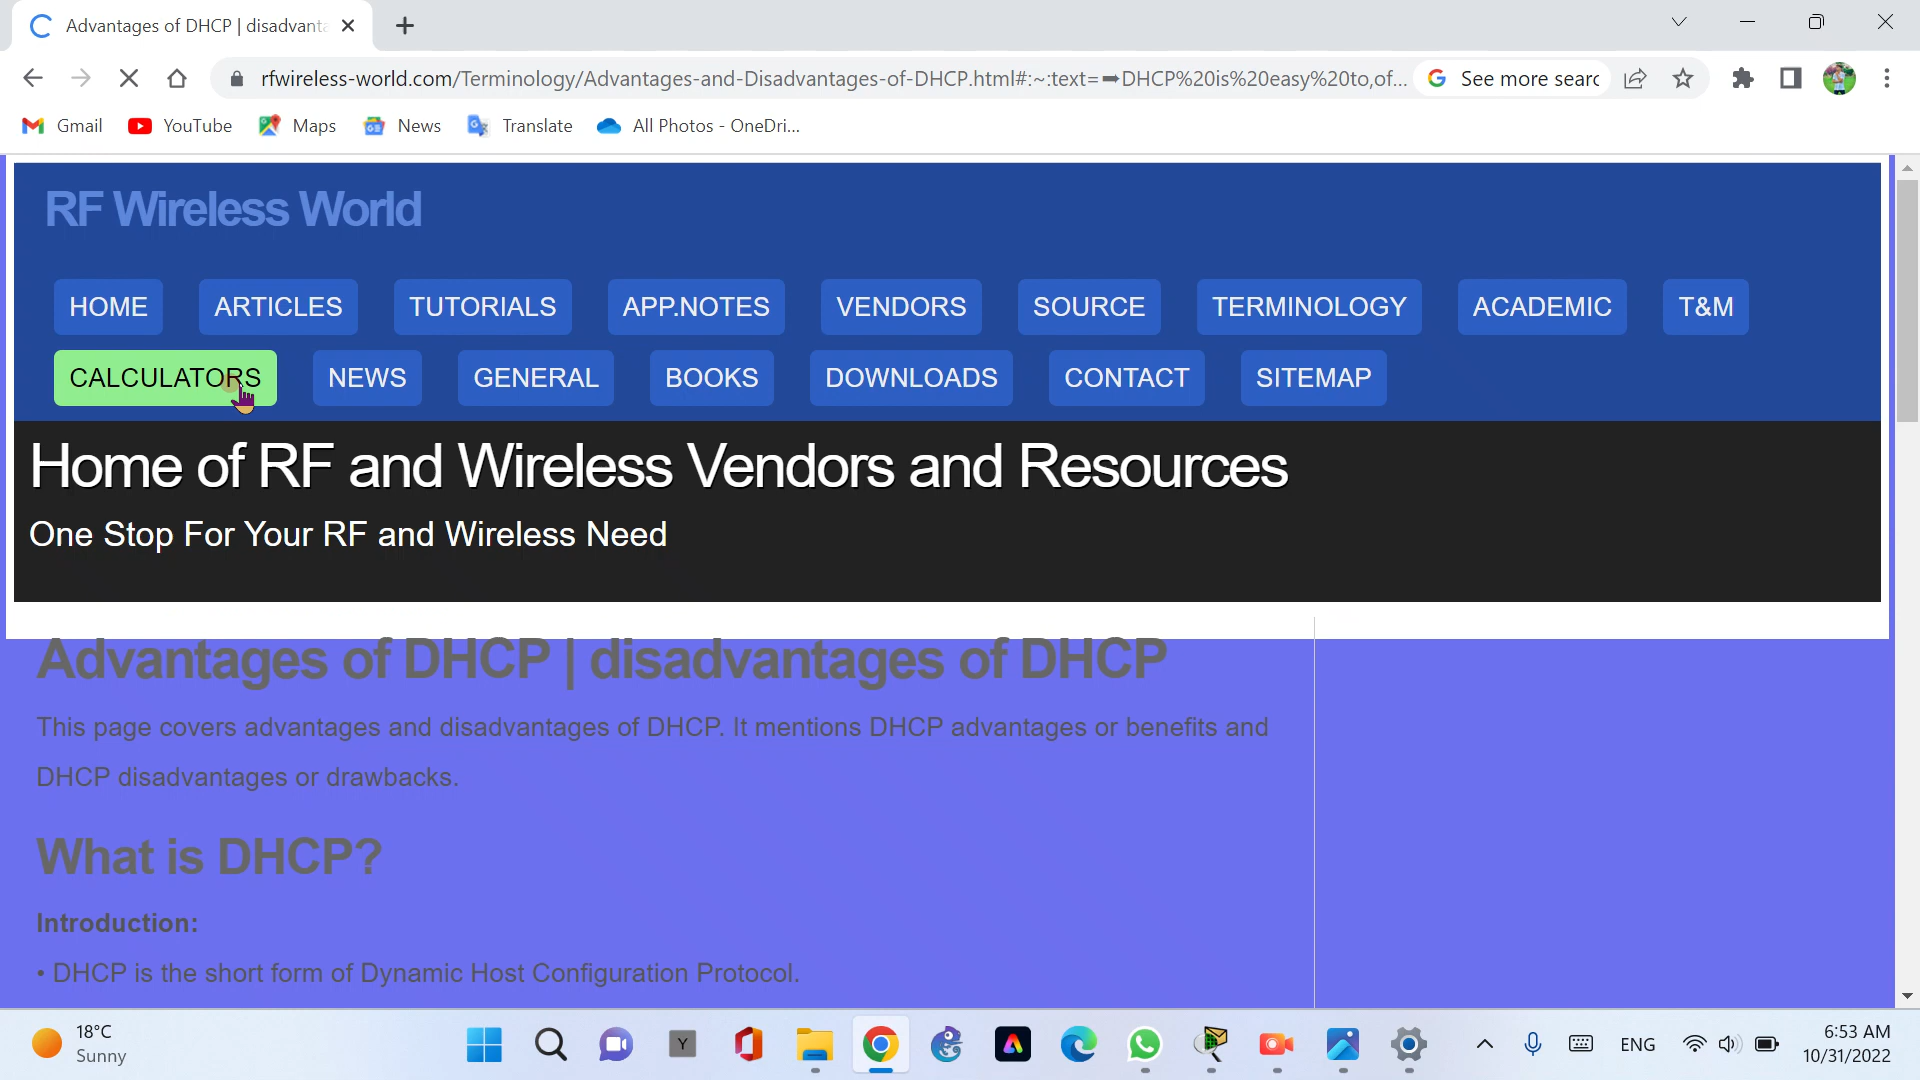 Advantages of DHCP | disadvanta
rfwireless-world.com/Terminology/Advantages-and-Disadvantages-of-DHCP.html#:~:text=➡DHCP%20is%20easy%20to,of...
See more searc
Gmail YouTube Maps News Translate All Photos - OneDri...
RF Wireless World
HOME ARTICLES TUTORIALS APP.NOTES VENDORS SOURCE TERMINOLOGY ACADEMIC T&M
CALCULATORS NEWS GENERAL BOOKS DOWNLOADS CONTACT SITEMAP
Home of RF and Wireless Vendors and Resources
One Stop For Your RF and Wireless Need
Advantages of DHCP | disadvantages of DHCP
This page covers advantages and disadvantages of DHCP. It mentions DHCP advantages or benefits and
DHCP disadvantages or drawbacks.
What is DHCP?
Introduction:
• DHCP is the short form of Dynamic Host Configuration Protocol.
18°C
Sunny
Y
ENG
6:53 AM
10/31/2022